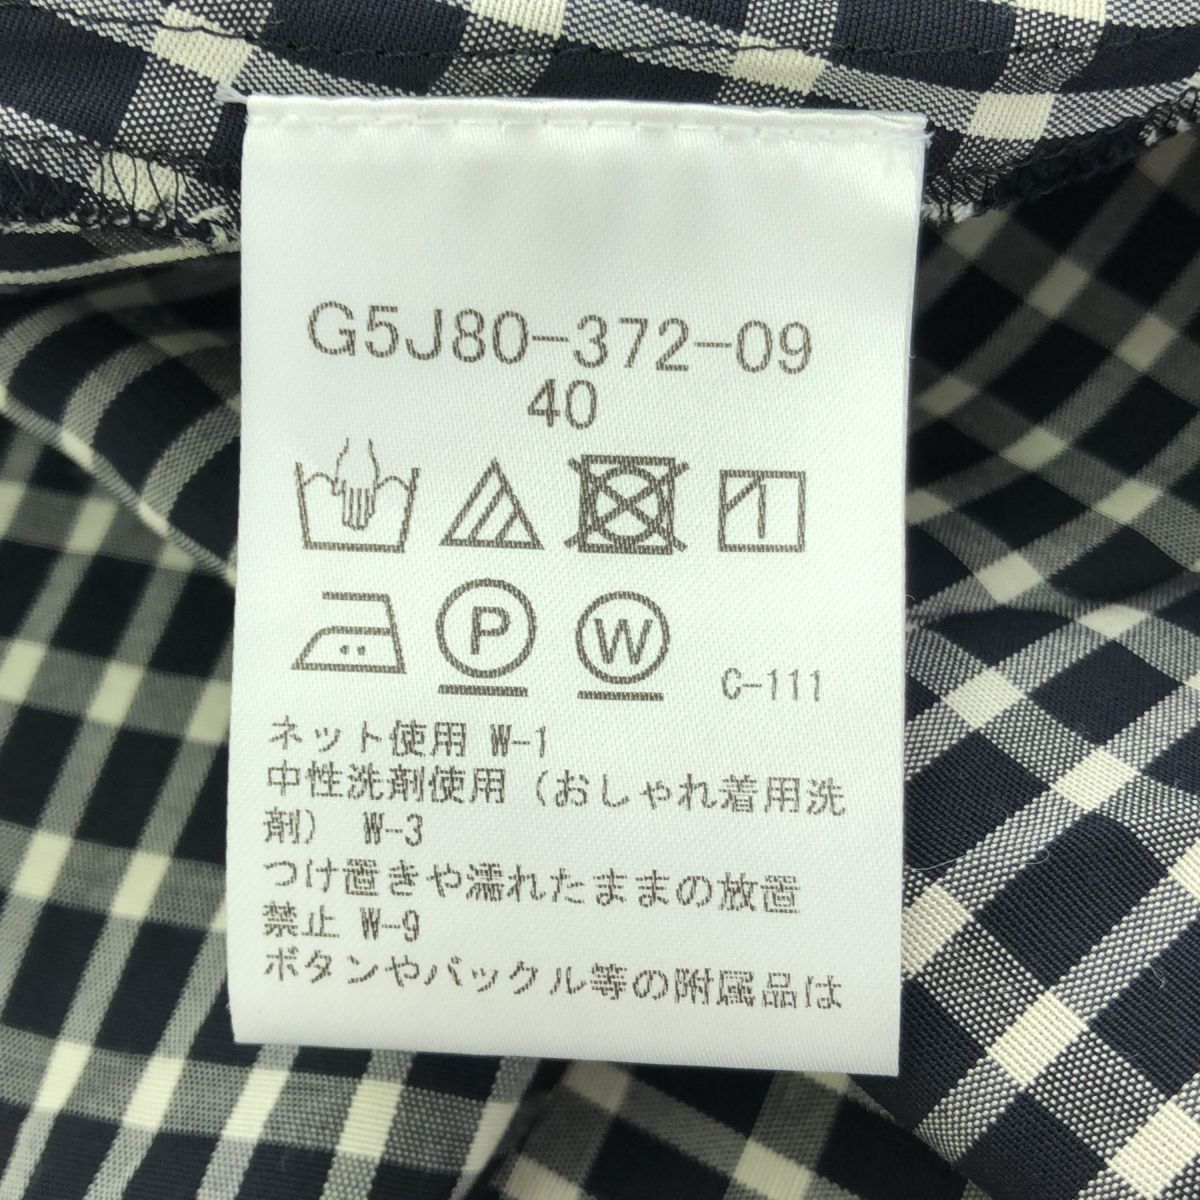 G5J80-372-09
40
P W C-111
ネット使用 W-1
中性洗剤使用（おしゃれ着用洗
剤） W-3
つけ置きや濡れたままの放置
禁止 W-9
ボタンやバックル等の附属品は